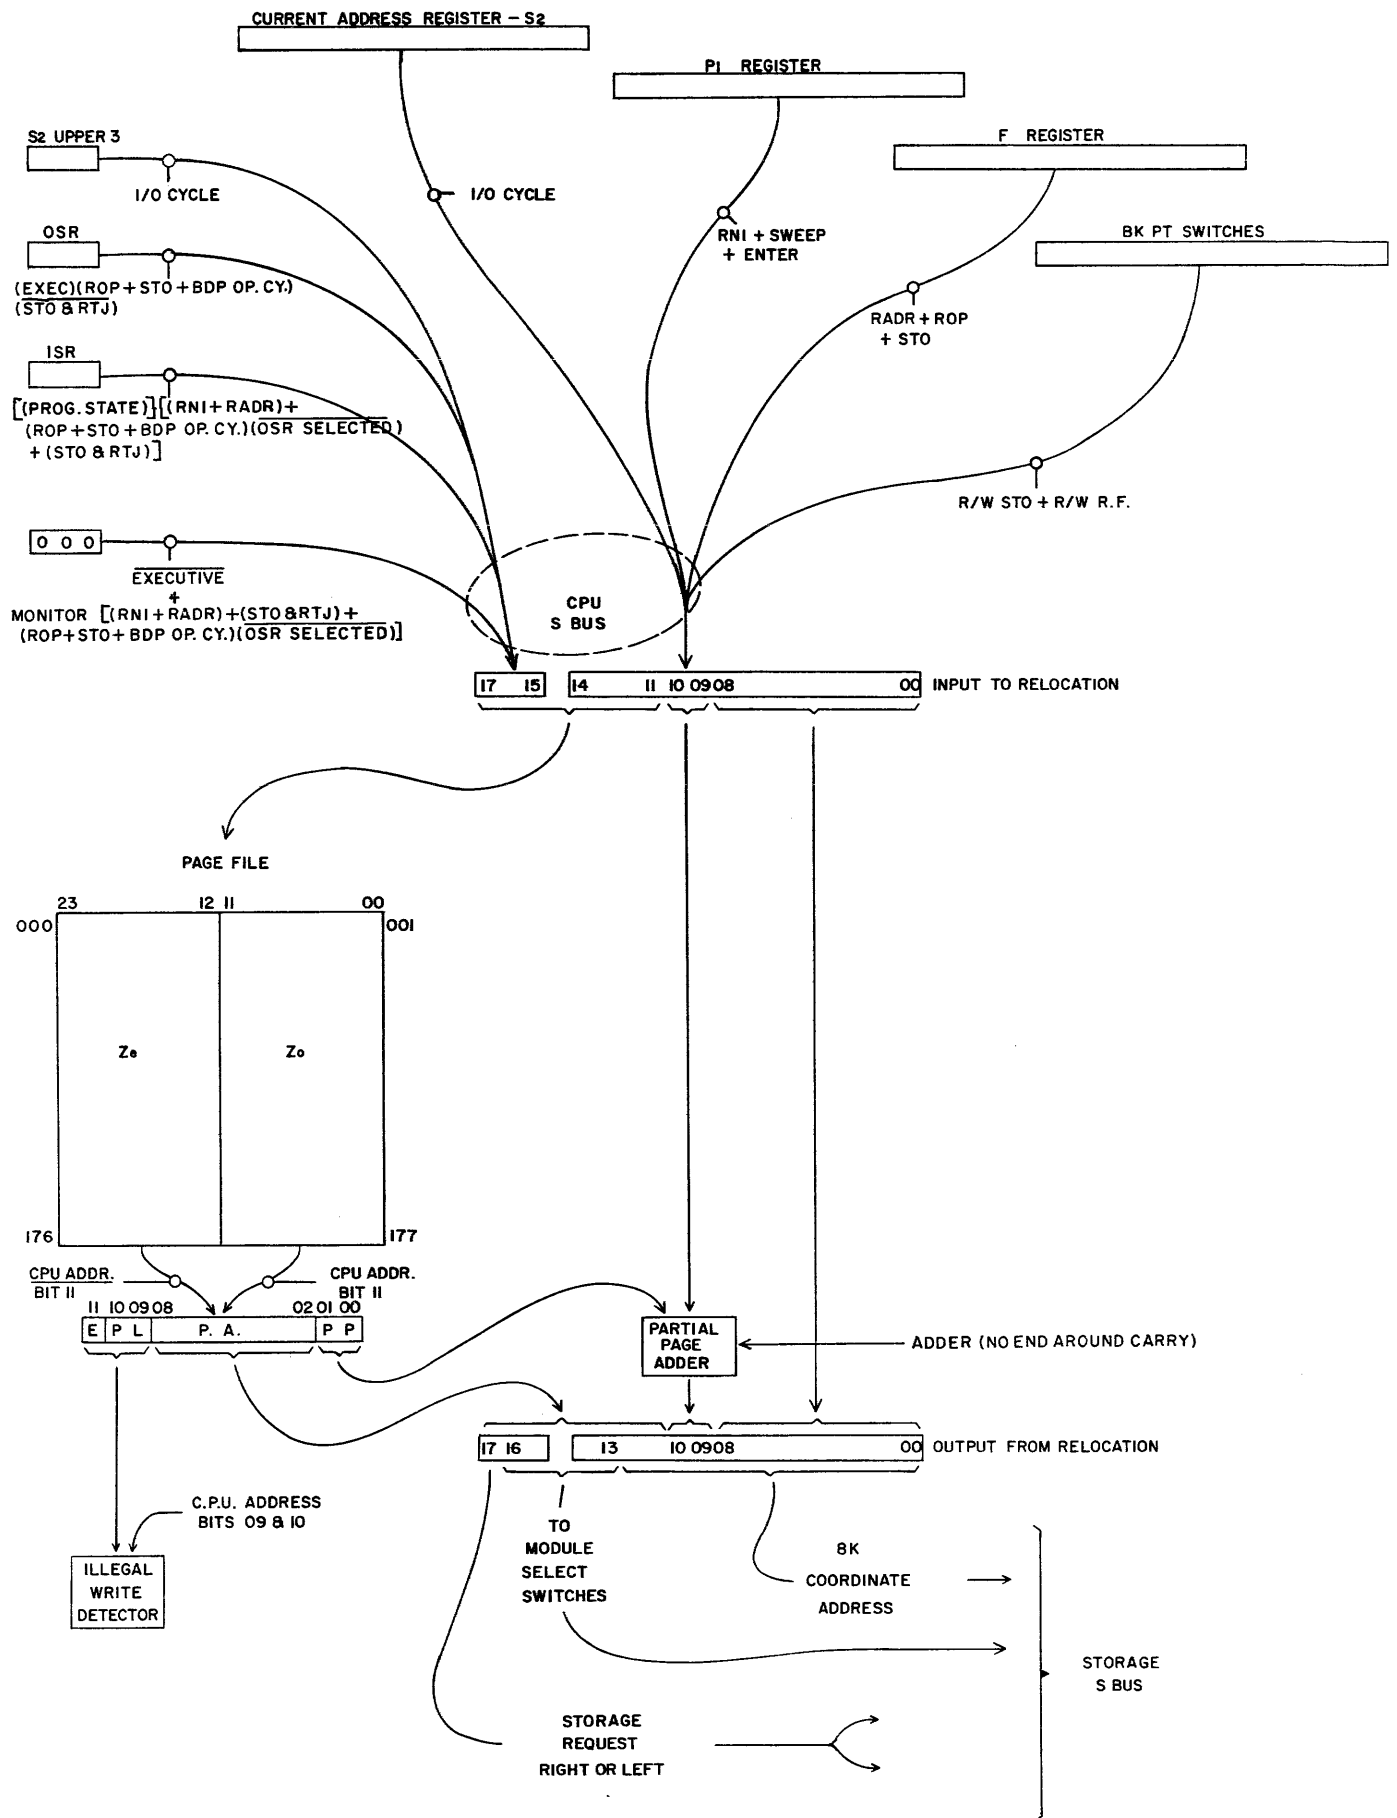 CURRENT ADDRESS REGISTER - S2
P1 REGISTER
F REGISTER
BK PT SWITCHES
S2 UPPER 3
I/O CYCLE
I/O CYCLE
RNI + SWEEP
+ ENTER
RADR + ROP
+ STO
R/W STO + R/W R.F.
OSR
(EXEC)(ROP+STO+BDP OP. CY.)
(STO & RTJ)
ISR
[(PROG. STATE)][(RNI+RADR)+
(ROP+STO+BDP OP. CY.)(OSR SELECTED)
+ (STO & RTJ)]
0 0 0
EXECUTIVE
+
MONITOR [(RNI+RADR)+(STO & RTJ)+
(ROP+STO+BDP OP. CY.)(OSR SELECTED)]
CPU
S BUS
17 15 14 11 10 09 08 00 INPUT TO RELOCATION
PAGE FILE
23 12 11 00
000 001
Ze Zo
176 177
CPU ADDR.
BIT 11
CPU ADDR.
BIT 11
11 10 09 08 02 01 00
E P L P. A. P P
PARTIAL
PAGE
ADDER
ADDER (NO END AROUND CARRY)
17 16 13 10 09 08 00 OUTPUT FROM RELOCATION
C.P.U. ADDRESS
BITS 09 & 10
ILLEGAL
WRITE
DETECTOR
TO
MODULE
SELECT
SWITCHES
8K
COORDINATE
ADDRESS
STORAGE
S BUS
STORAGE
REQUEST
RIGHT OR LEFT